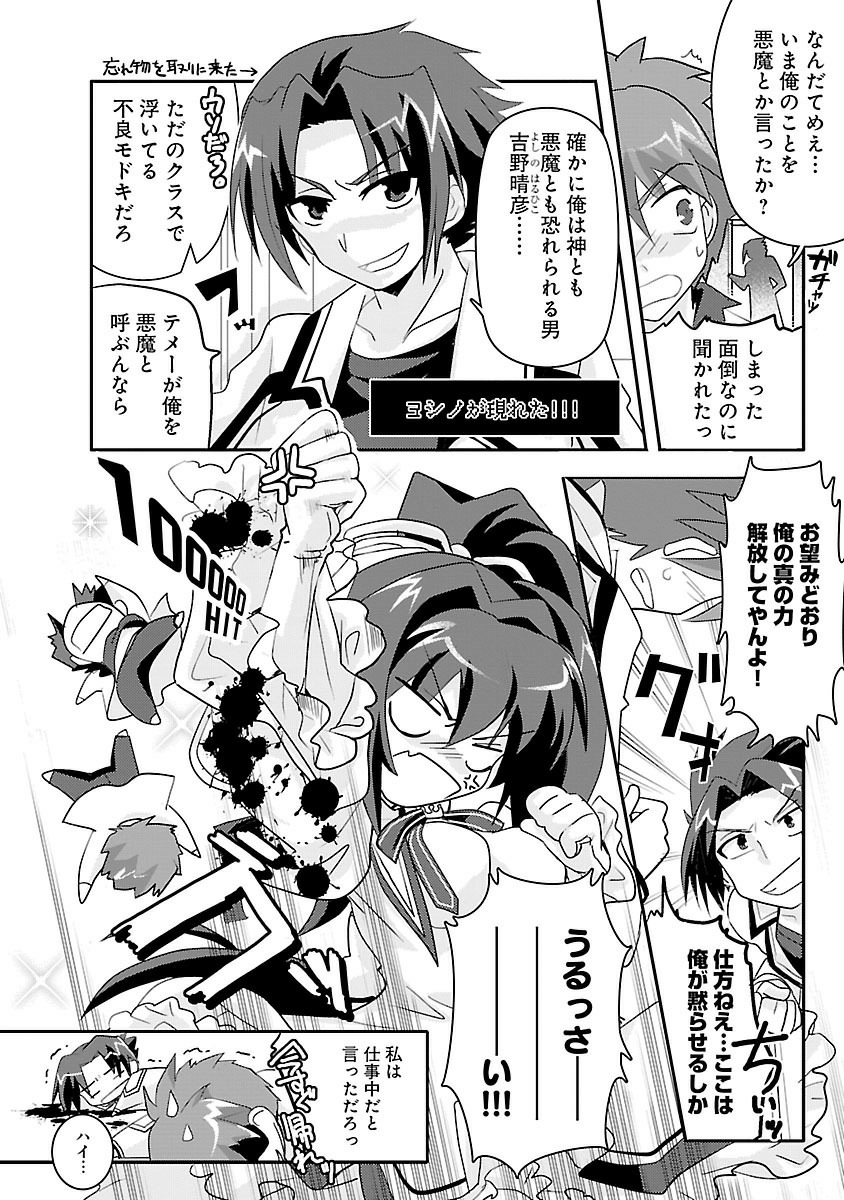 なんだてめえ…
いま俺のことを
悪魔とか言ったか？
ガチャッ
しまった
面倒なのに
聞かれたっ
忘れ物を取りに来た→
確かに俺は神とも
悪魔とも恐れられる男
吉野晴彦……
よしのはるひこ
ヨシノが現れた!!!
ウソだろ。
ただのクラスで
浮いてる
不良モドキだろ
テメーが俺を
悪魔と
呼ぶんなら
お望みどおり
俺の真の力
解放してやんよ！
グォ
仕方ねえ…ここは
俺が黙らせるしか
ちぃーッ
うるっさ
――
――い!!!
100000
HIT
私は
仕事中だと
言っただろっ
今すぐ帰れッ
ハイ…